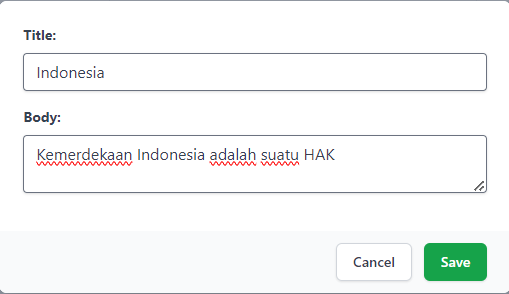 Title:
Indonesia
Body:
Kemerdekaan Indonesia adalah suatu HAK
Cancel Save